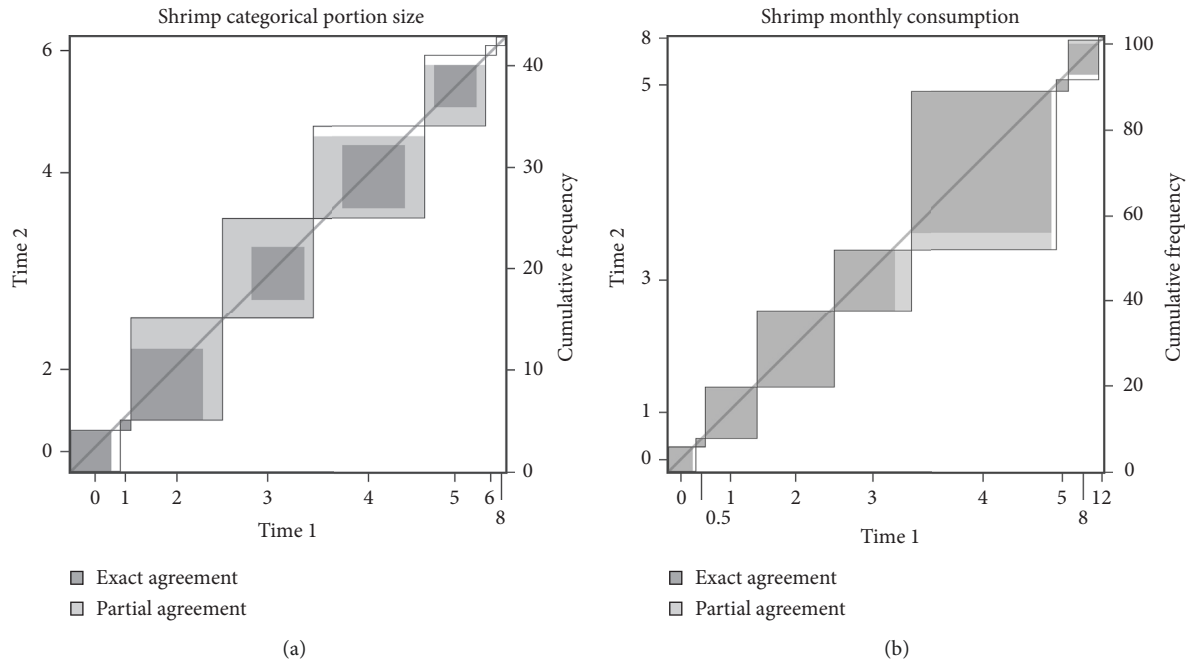 Shrimp categorical portion size
6
4
2
0
Time 2
40
30
20
10
0
Cumulative frequency
0 1 2 3 4 5 6
8
Time 1
Exact agreement
Partial agreement
(a)
Shrimp monthly consumption
8
5
3
1
0
Time 2
100
80
60
40
20
0
Cumulative frequency
0 1 2 3 4 5 12
0.5 8
Time 1
Exact agreement
Partial agreement
(b)